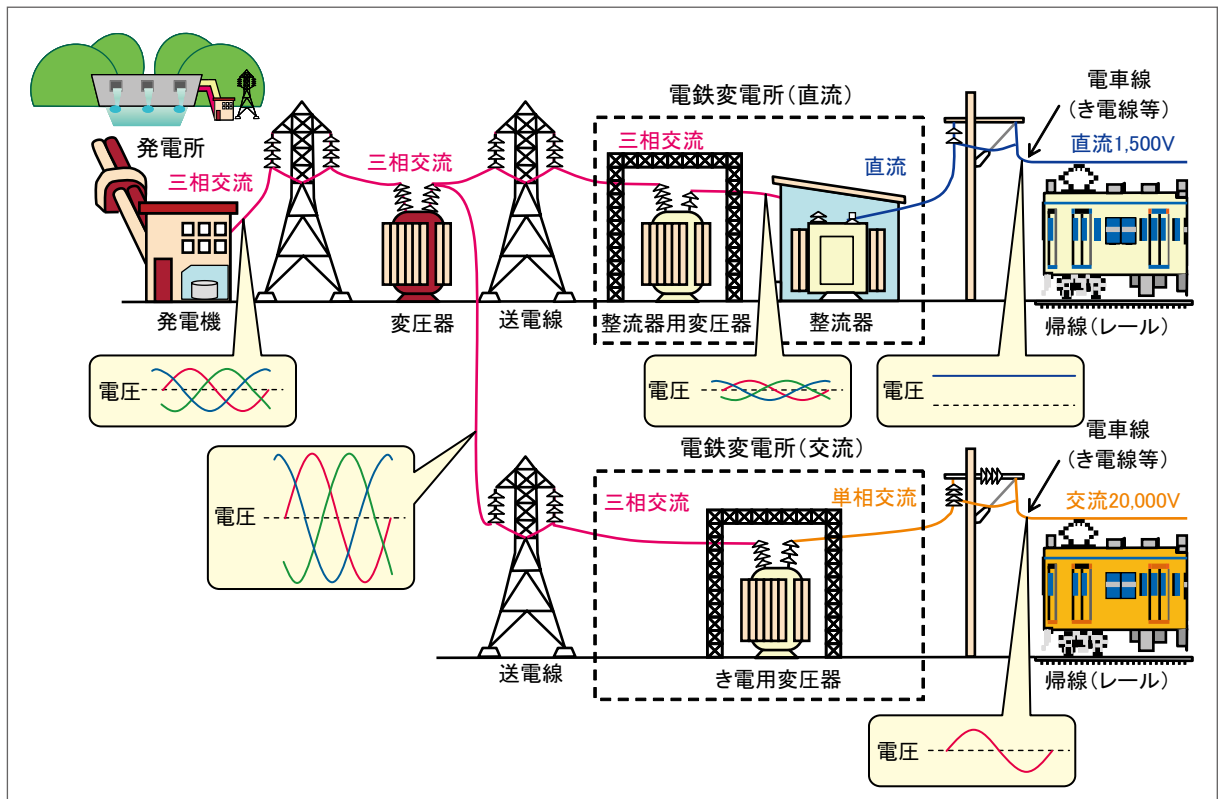 電鉄変電所(直流)
電車線
(き電線等)
発電所
三相交流
三相交流
三相交流
直流
直流1,500V
発電機
変圧器
送電線
整流器用変圧器
整流器
帰線(レール)
電圧
電圧
電圧
電圧
電鉄変電所(交流)
電車線
(き電線等)
三相交流
単相交流
交流20,000V
送電線
き電用変圧器
帰線(レール)
電圧